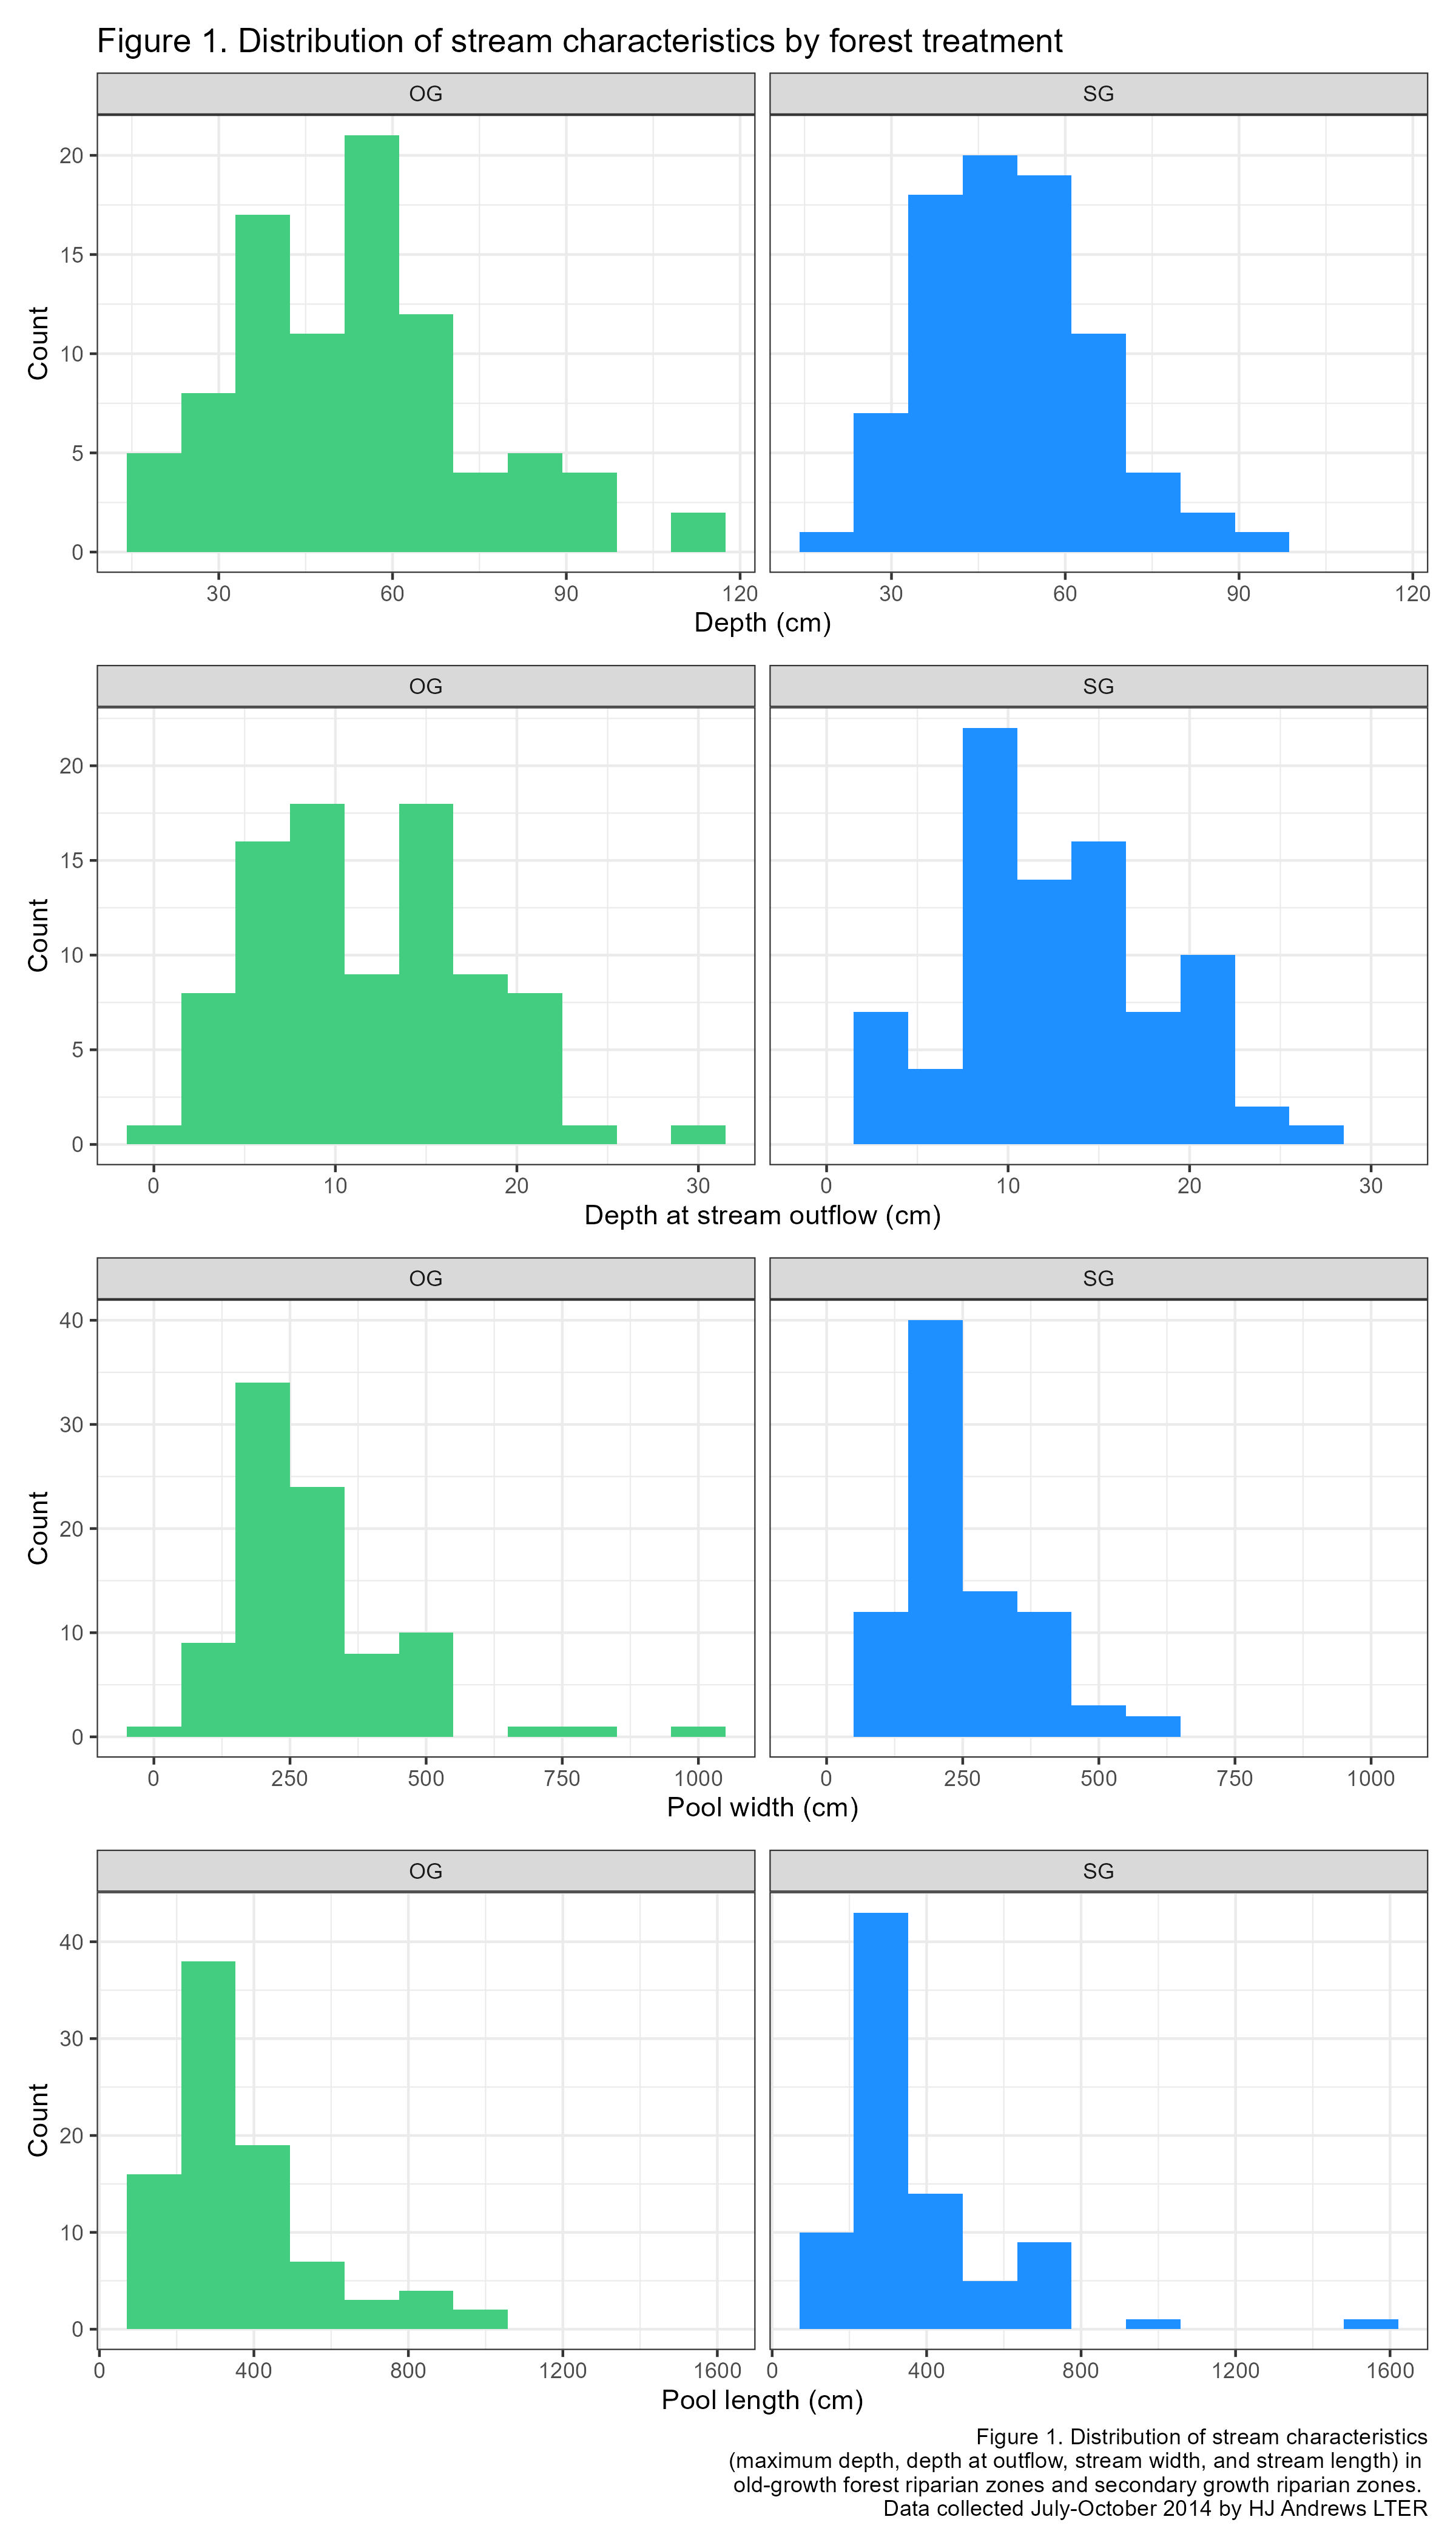 Figure 1. Distribution of stream characteristics by forest treatment
OG SG
20
15
10
5
0
Count
30 60 90 120 30 60 90 120
Depth (cm)
OG SG
20
15
10
5
0
Count
0 10 20 30 0 10 20 30
Depth at stream outflow (cm)
OG SG
40
30
20
10
0
Count
0 250 500 750 1000 0 250 500 750 1000
Pool width (cm)
OG SG
40
30
20
10
0
Count
0 400 800 1200 1600 0 400 800 1200 1600
Pool length (cm)
Figure 1. Distribution of stream characteristics
(maximum depth, depth at outflow, stream width, and stream length) in
old-growth forest riparian zones and secondary growth riparian zones.
Data collected July-October 2014 by HJ Andrews LTER